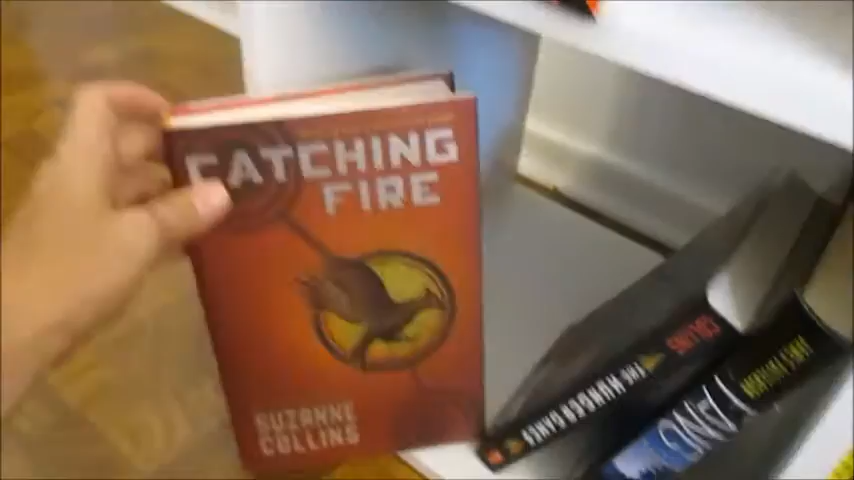 CATCHING
FIRE
SUZANNE
COLLINS
THE HUNGER GAMES
COLLINS